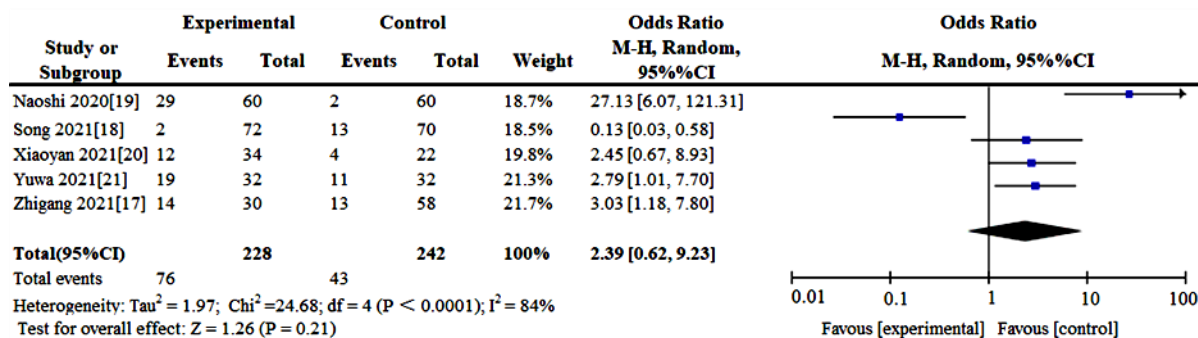 Experimental Control Odds Ratio Odds Ratio
Study or Subgroup Events Total Events Total Weight M-H, Random, 95%%CI M-H, Random, 95%%CI
Naoshi 2020[19] 29 60 2 60 18.7% 27.13 [6.07, 121.31]
Song 2021[18] 2 72 13 70 18.5% 0.13 [0.03, 0.58]
Xiaoyan 2021[20] 12 34 4 22 19.8% 2.45 [0.67, 8.93]
Yuwa 2021[21] 19 32 11 32 21.3% 2.79 [1.01, 7.70]
Zhigang 2021[17] 14 30 13 58 21.7% 3.03 [1.18, 7.80]
Total(95%CI) 228 242 100% 2.39 [0.62, 9.23]
Total events 76 43
Heterogeneity: Tau² = 1.97; Chi² =24.68; df = 4 (P < 0.0001); I² = 84%
Test for overall effect: Z = 1.26 (P = 0.21)
0.01 0.1 1 10 100
Favous [experimental] Favous [control]